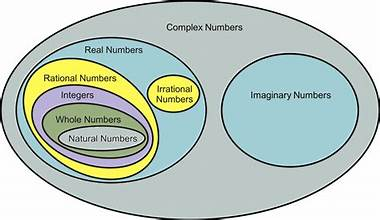 Complex Numbers
Real Numbers
Rational Numbers
Irrational
Numbers
Integers
Imaginary Numbers
Whole Numbers
Natural Numbers